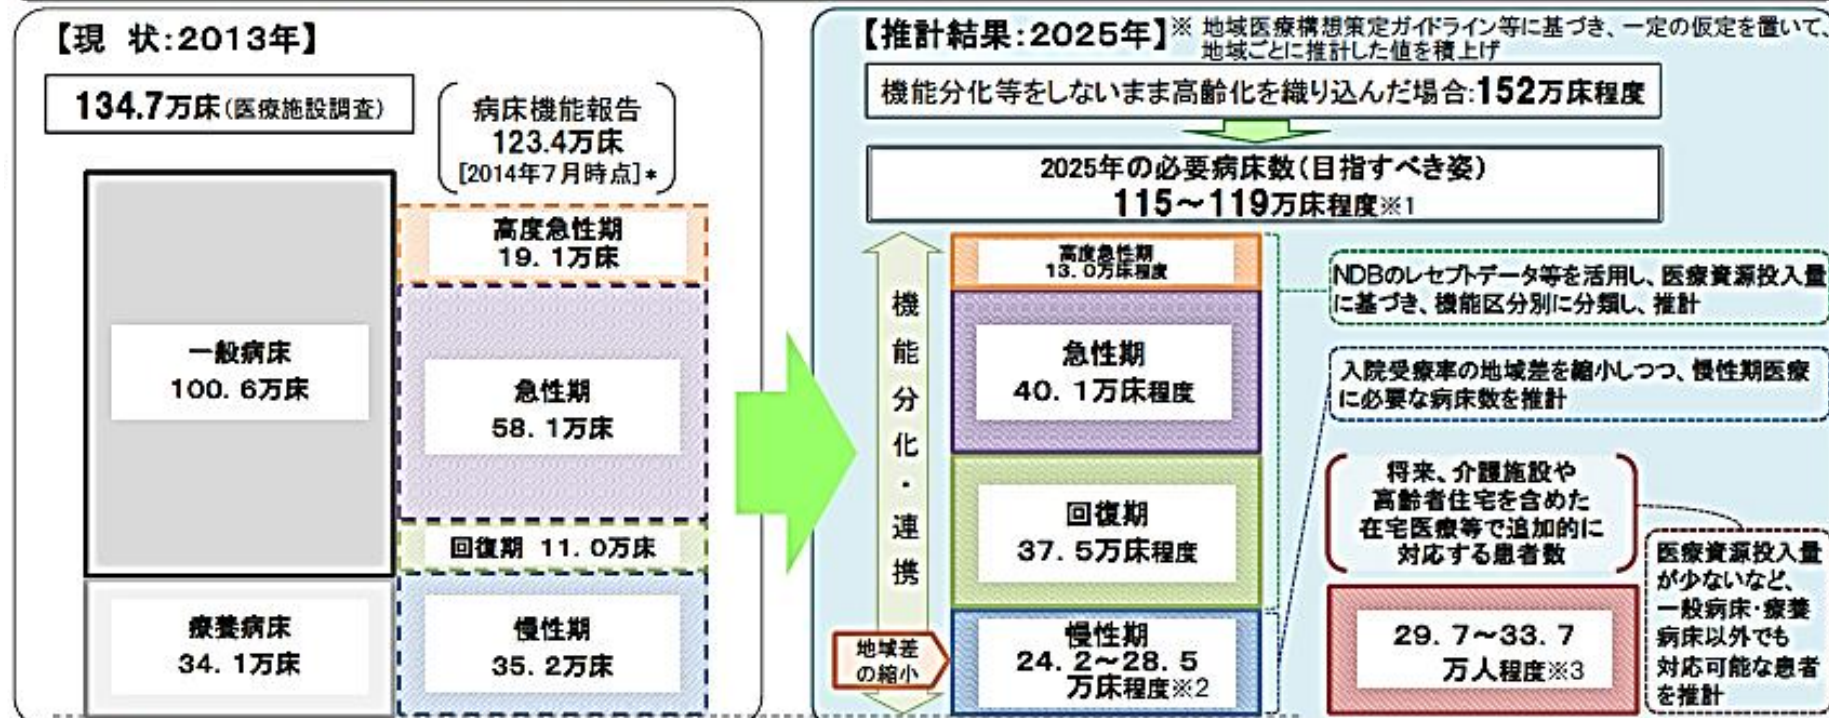 【現　状:2013年】
134.7万床(医療施設調査)
病床機能報告
123.4万床
[2014年7月時点]*
一般病床
100. 6万床
療養病床
34. 1万床
高度急性期
19. 1万床
急性期
58. 1万床
回復期 11. 0万床
慢性期
35. 2万床
【推計結果:2025年】※ 地域医療構想策定ガイドライン等に基づき、一定の仮定を置いて、
地域ごとに推計した値を積上げ
機能分化等をしないまま高齢化を織り込んだ場合:152万床程度
2025年の必要病床数(目指すべき姿)
115～119万床程度※1
機能分化・連携
地域差
の縮小
高度急性期
13. 0万床程度
急性期
40. 1万床程度
回復期
37. 5万床程度
慢性期
24. 2～28. 5
万床程度※2
NDBのレセプトデータ等を活用し、医療資源投入量
に基づき、機能区分別に分類し、推計
入院受療率の地域差を縮小しつつ、慢性期医療
に必要な病床数を推計
将来、介護施設や
高齢者住宅を含めた
在宅医療等で追加的に
対応する患者数
29. 7～33. 7
万人程度※3
医療資源投入量
が少ないなど、
一般病床・療養
病床以外でも
対応可能な患者
を推計